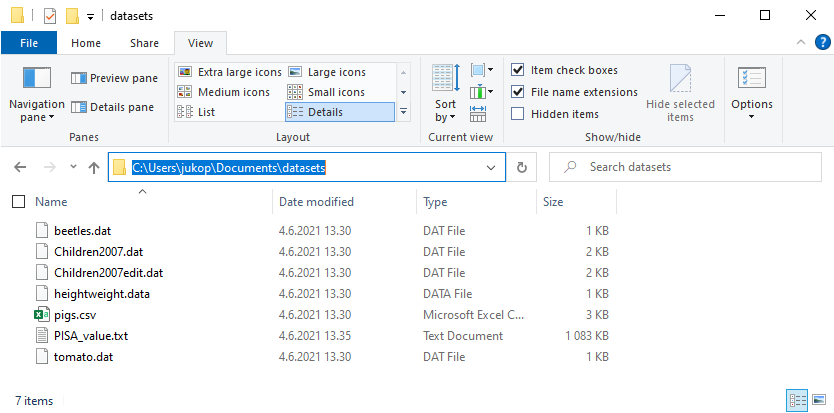 datasets
File Home Share View
Navigation pane
Preview pane
Details pane
Panes
Extra large icons Large icons
Medium icons Small icons
List Details
Layout
Sort by
Current view
Item check boxes
File name extensions
Hidden items
Hide selected items
Show/hide
Options
C:\Users\jukop\Documents\datasets
Search datasets
Name Date modified Type Size
beetles.dat 4.6.2021 13.30 DAT File 1 KB
Children2007.dat 4.6.2021 13.30 DAT File 2 KB
Children2007edit.dat 4.6.2021 13.30 DAT File 2 KB
heightweight.data 4.6.2021 13.30 DATA File 1 KB
pigs.csv 4.6.2021 13.30 Microsoft Excel C... 3 KB
PISA_value.txt 4.6.2021 13.35 Text Document 1 083 KB
tomato.dat 4.6.2021 13.30 DAT File 1 KB
7 items